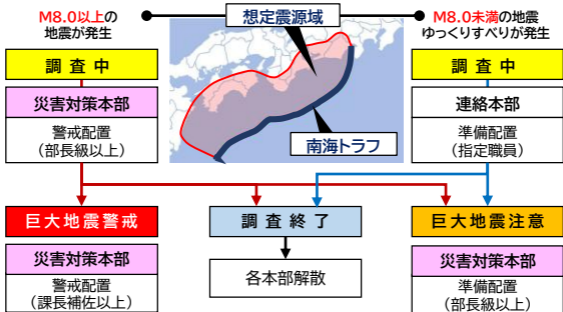 M8.0以上の
地震が発生
調査中
災害対策本部
警戒配置
(部長級以上)
想定震源域
南海トラフ
M8.0未満の地震
ゆっくりすべりが発生
調査中
連絡本部
準備配置
(指定職員)
巨大地震警戒
災害対策本部
警戒配置
(課長補佐以上)
調査終了
各本部解散
巨大地震注意
災害対策本部
準備配置
(部長級以上)